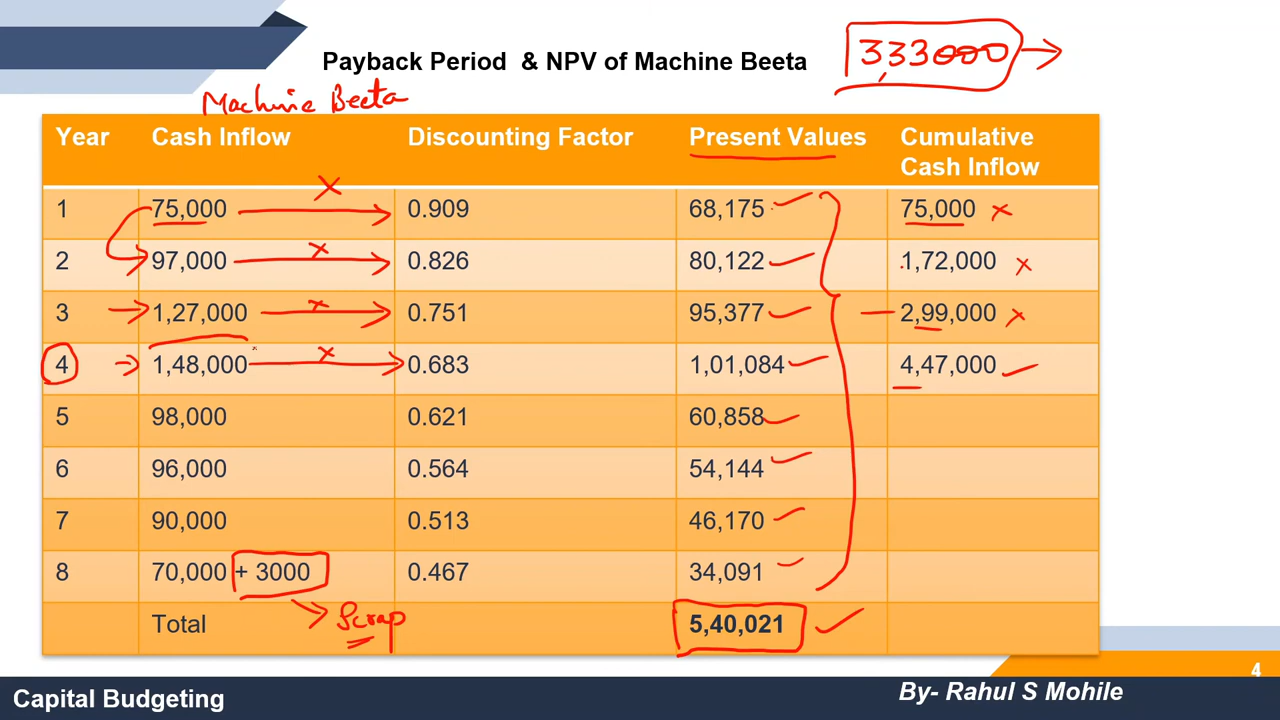 333000
Payback Period & NPV of Machine Beeta
Machine Beeta
Year Cash Inflow Discounting Factor Present Values Cumulative Cash Inflow
1 75,000 0.909 68,175 75,000
2 97,000 0.826 80,122 1,72,000
3 1,27,000 0.751 95,377 2,99,000
4 1,48,000 0.683 1,01,084 4,47,000
5 98,000 0.621 60,858
6 96,000 0.564 54,144
7 90,000 0.513 46,170
8 70,000 + 3000 0.467 34,091
Scrap
Total 5,40,021
4
Capital Budgeting By- Rahul S Mohile